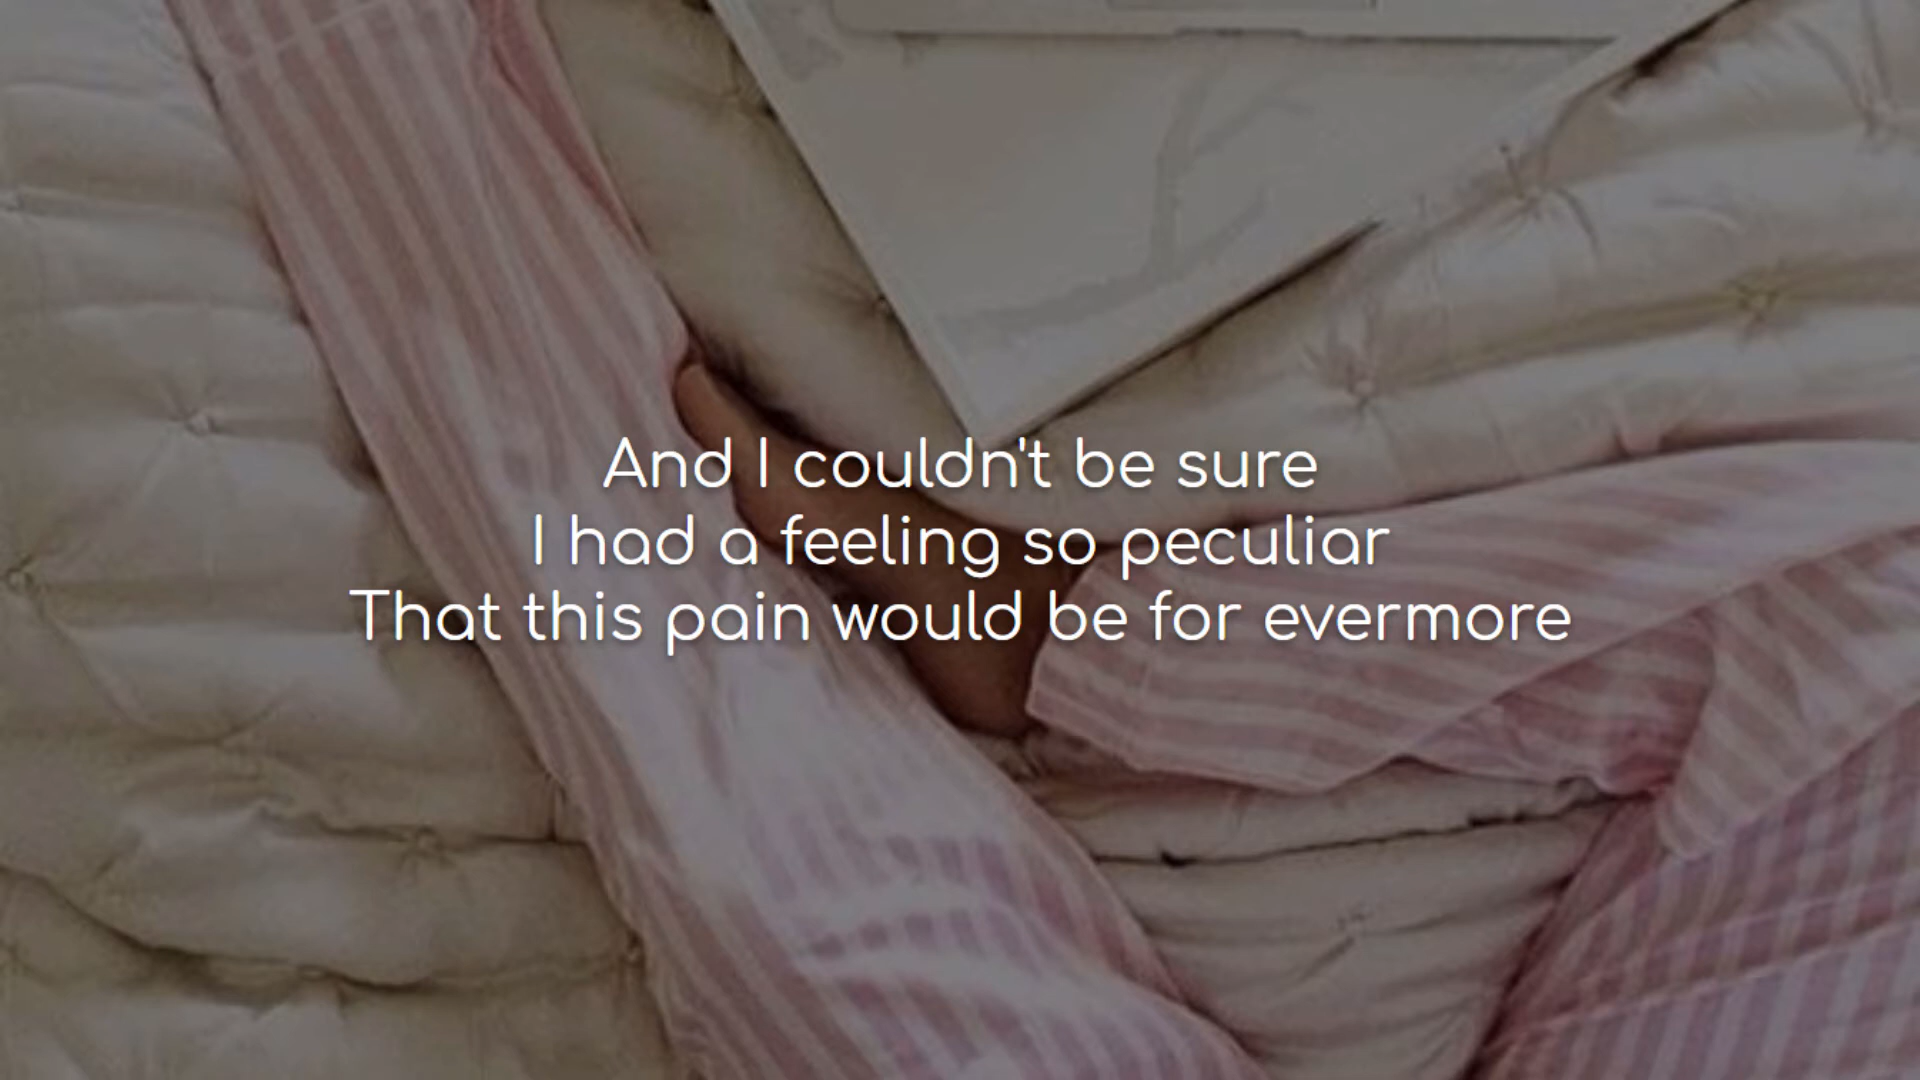 And I couldn't be sure
I had a feeling so peculiar
That this pain would be for evermore